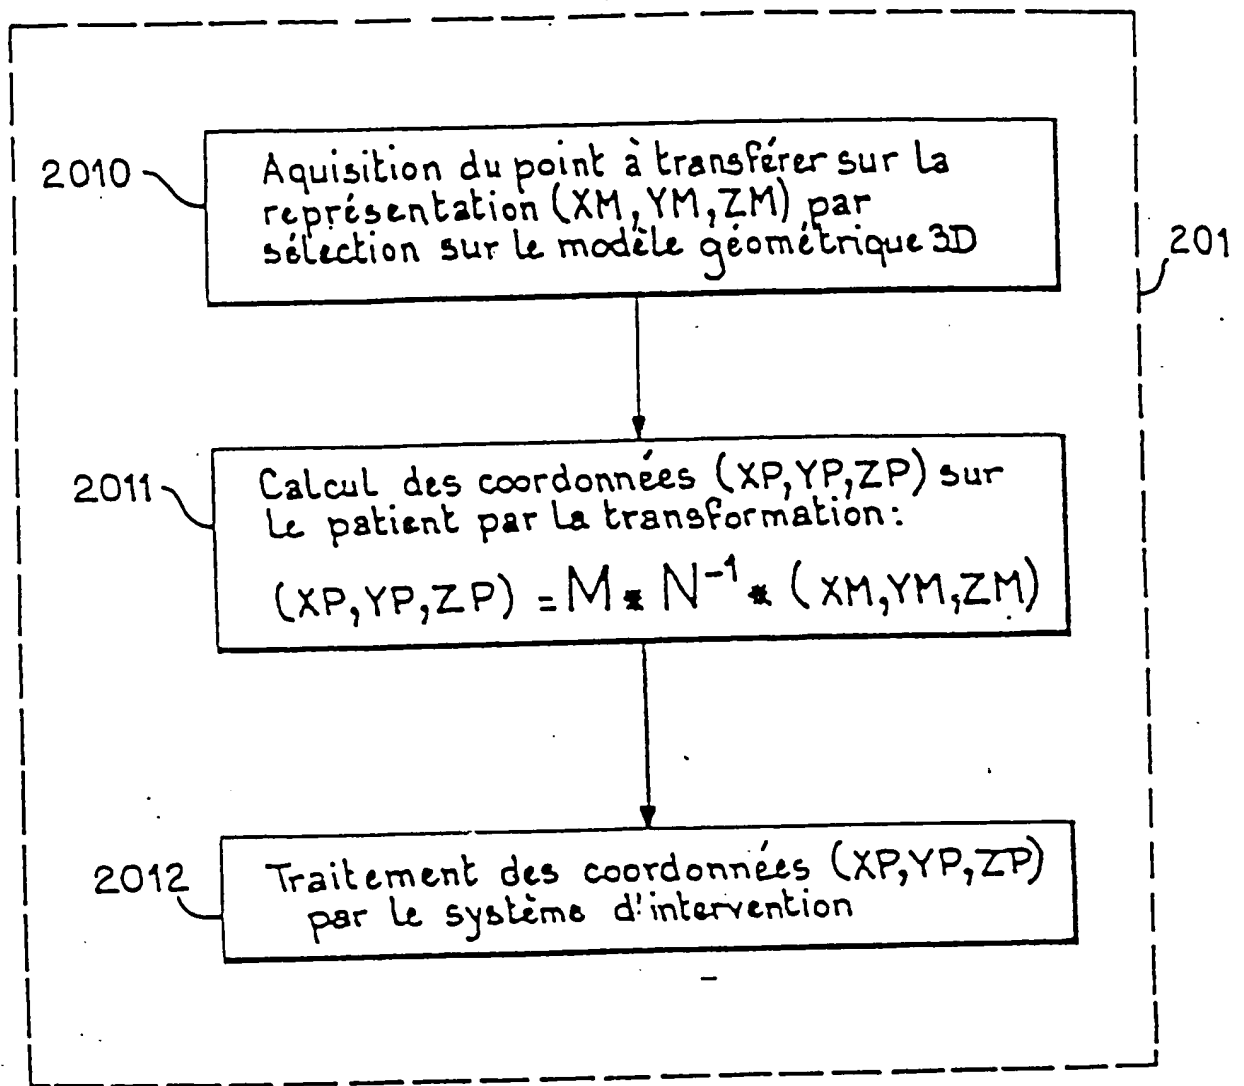 2010
Aquisition du point à transférer sur la
représentation (XM,YM,ZM) par
sélection sur le modèle géométrique 3D
201
2011
Calcul des coordonnées (XP,YP,ZP) sur
le patient par la transformation:
(XP,YP,ZP) = M * N⁻¹ * (XM,YM,ZM)
2012
Traitement des coordonnées (XP,YP,ZP)
par le système d'intervention